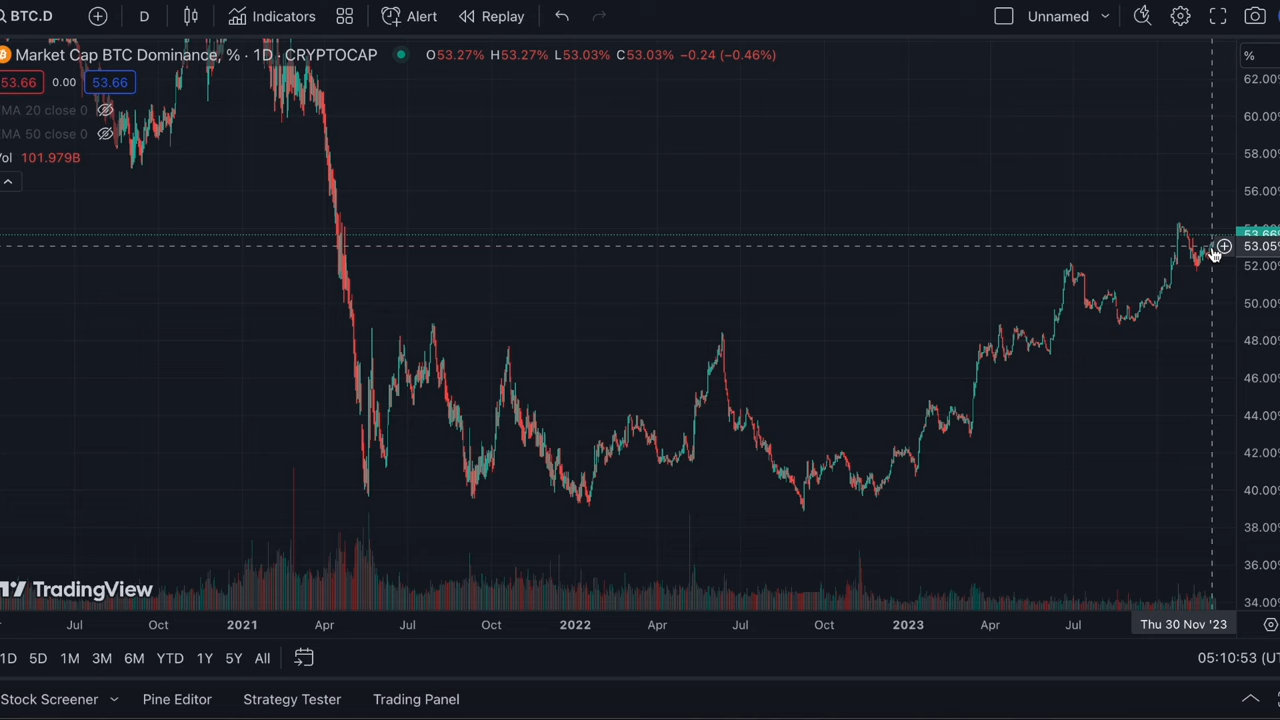 BTC.D D Indicators Alert Replay Unnamed
Market Cap BTC Dominance, % · 1D · CRYPTOCAP O53.27% H53.27% L53.03% C53.03% −0.24 (−0.46%) %
53.66 0.00 53.66
MA 20 close 0
MA 50 close 0
Vol 101.979B
62.00%
60.00%
58.00%
56.00%
53.66%
53.05%
52.00%
50.00%
48.00%
46.00%
44.00%
42.00%
40.00%
38.00%
36.00%
34.00%
TradingView
Jul Oct 2021 Apr Jul Oct 2022 Apr Jul Oct 2023 Apr Jul Thu 30 Nov '23
1D 5D 1M 3M 6M YTD 1Y 5Y All 05:10:53 (UT
Stock Screener Pine Editor Strategy Tester Trading Panel